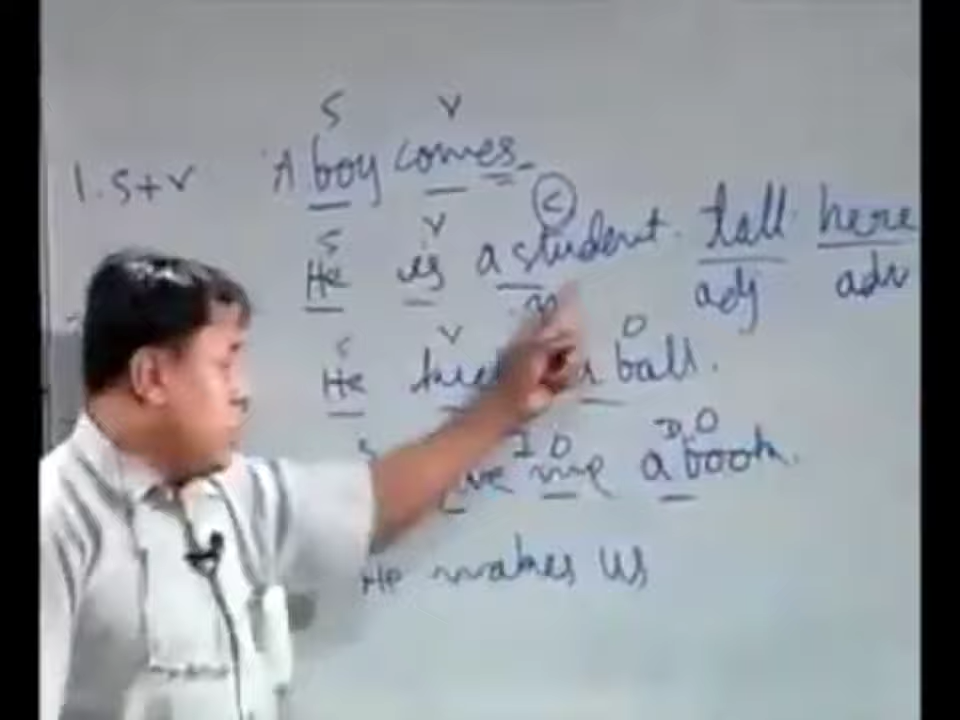 S V
1. S+V A boy comes
S V C
He is a student. tall here
n adj adv
S V O
He ball.
S I O D O
me a book.
He makes us